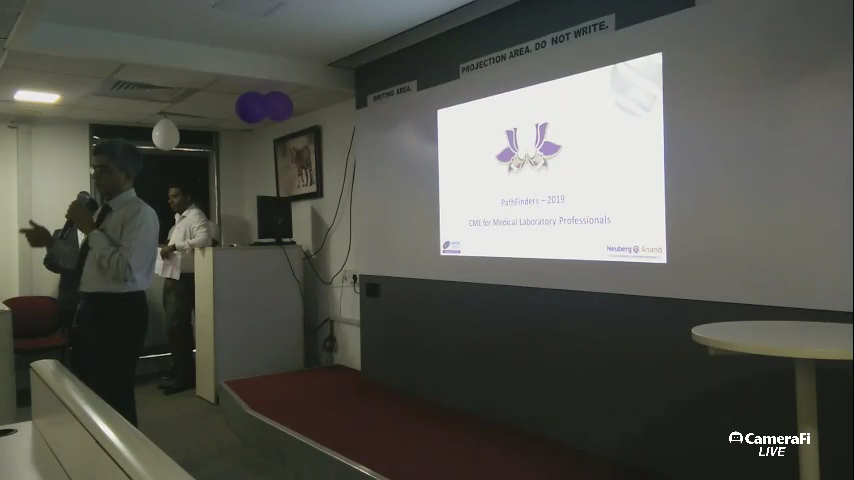 WRITING AREA.
PROJECTION AREA. DO NOT WRITE.
PathFinders – 2019
CME for Medical Laboratory Professionals
Neuberg Anand
CameraFi
LIVE